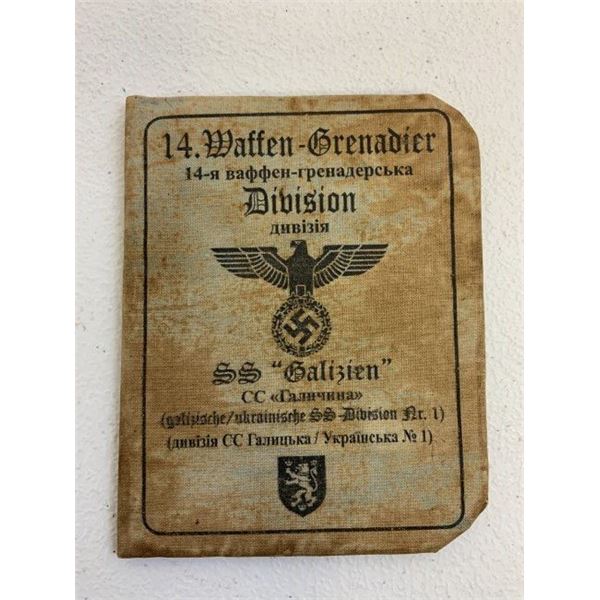 14. Waffen-Grenadier
14-я ваффен-гренадерська
Division
дивізія
SS "Galizien"
СС «Галичина»
(galizische/ukrainische SS-Division Nr. 1)
(дивізія СС Галицька / Українська № 1)